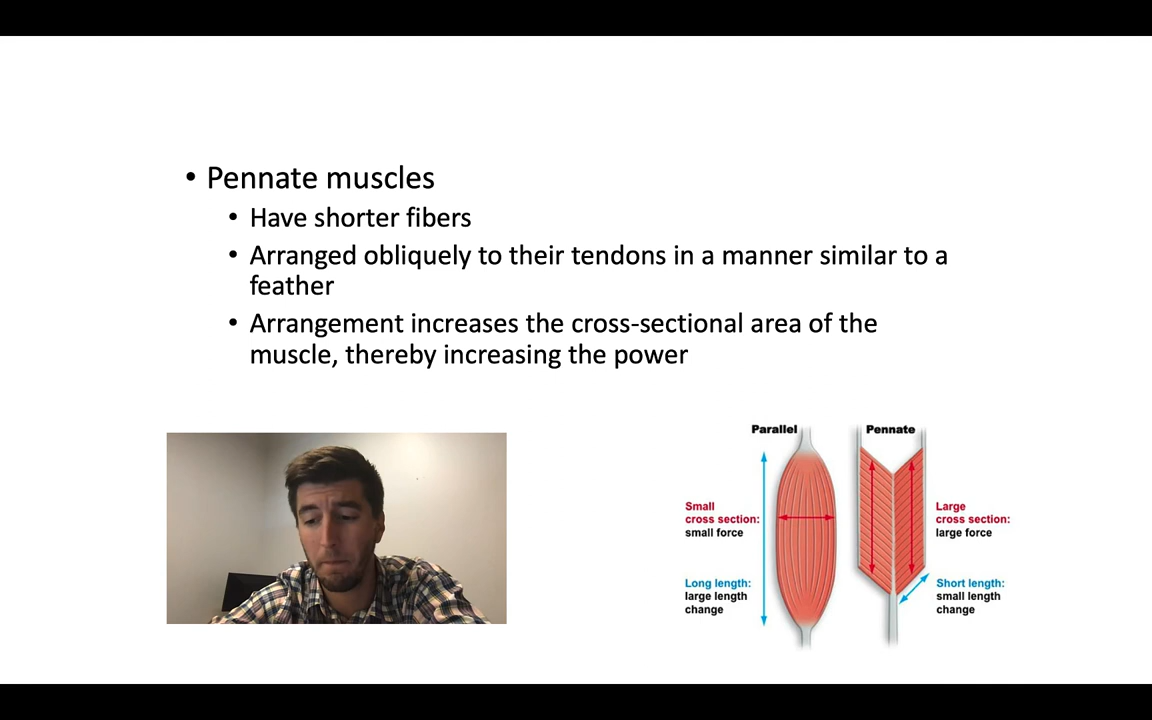 • Pennate muscles
• Have shorter fibers
• Arranged obliquely to their tendons in a manner similar to a
feather
• Arrangement increases the cross-sectional area of the
muscle, thereby increasing the power
Parallel
Pennate
Small
cross section:
small force
Large
cross section:
large force
Long length:
large length
change
Short length:
small length
change